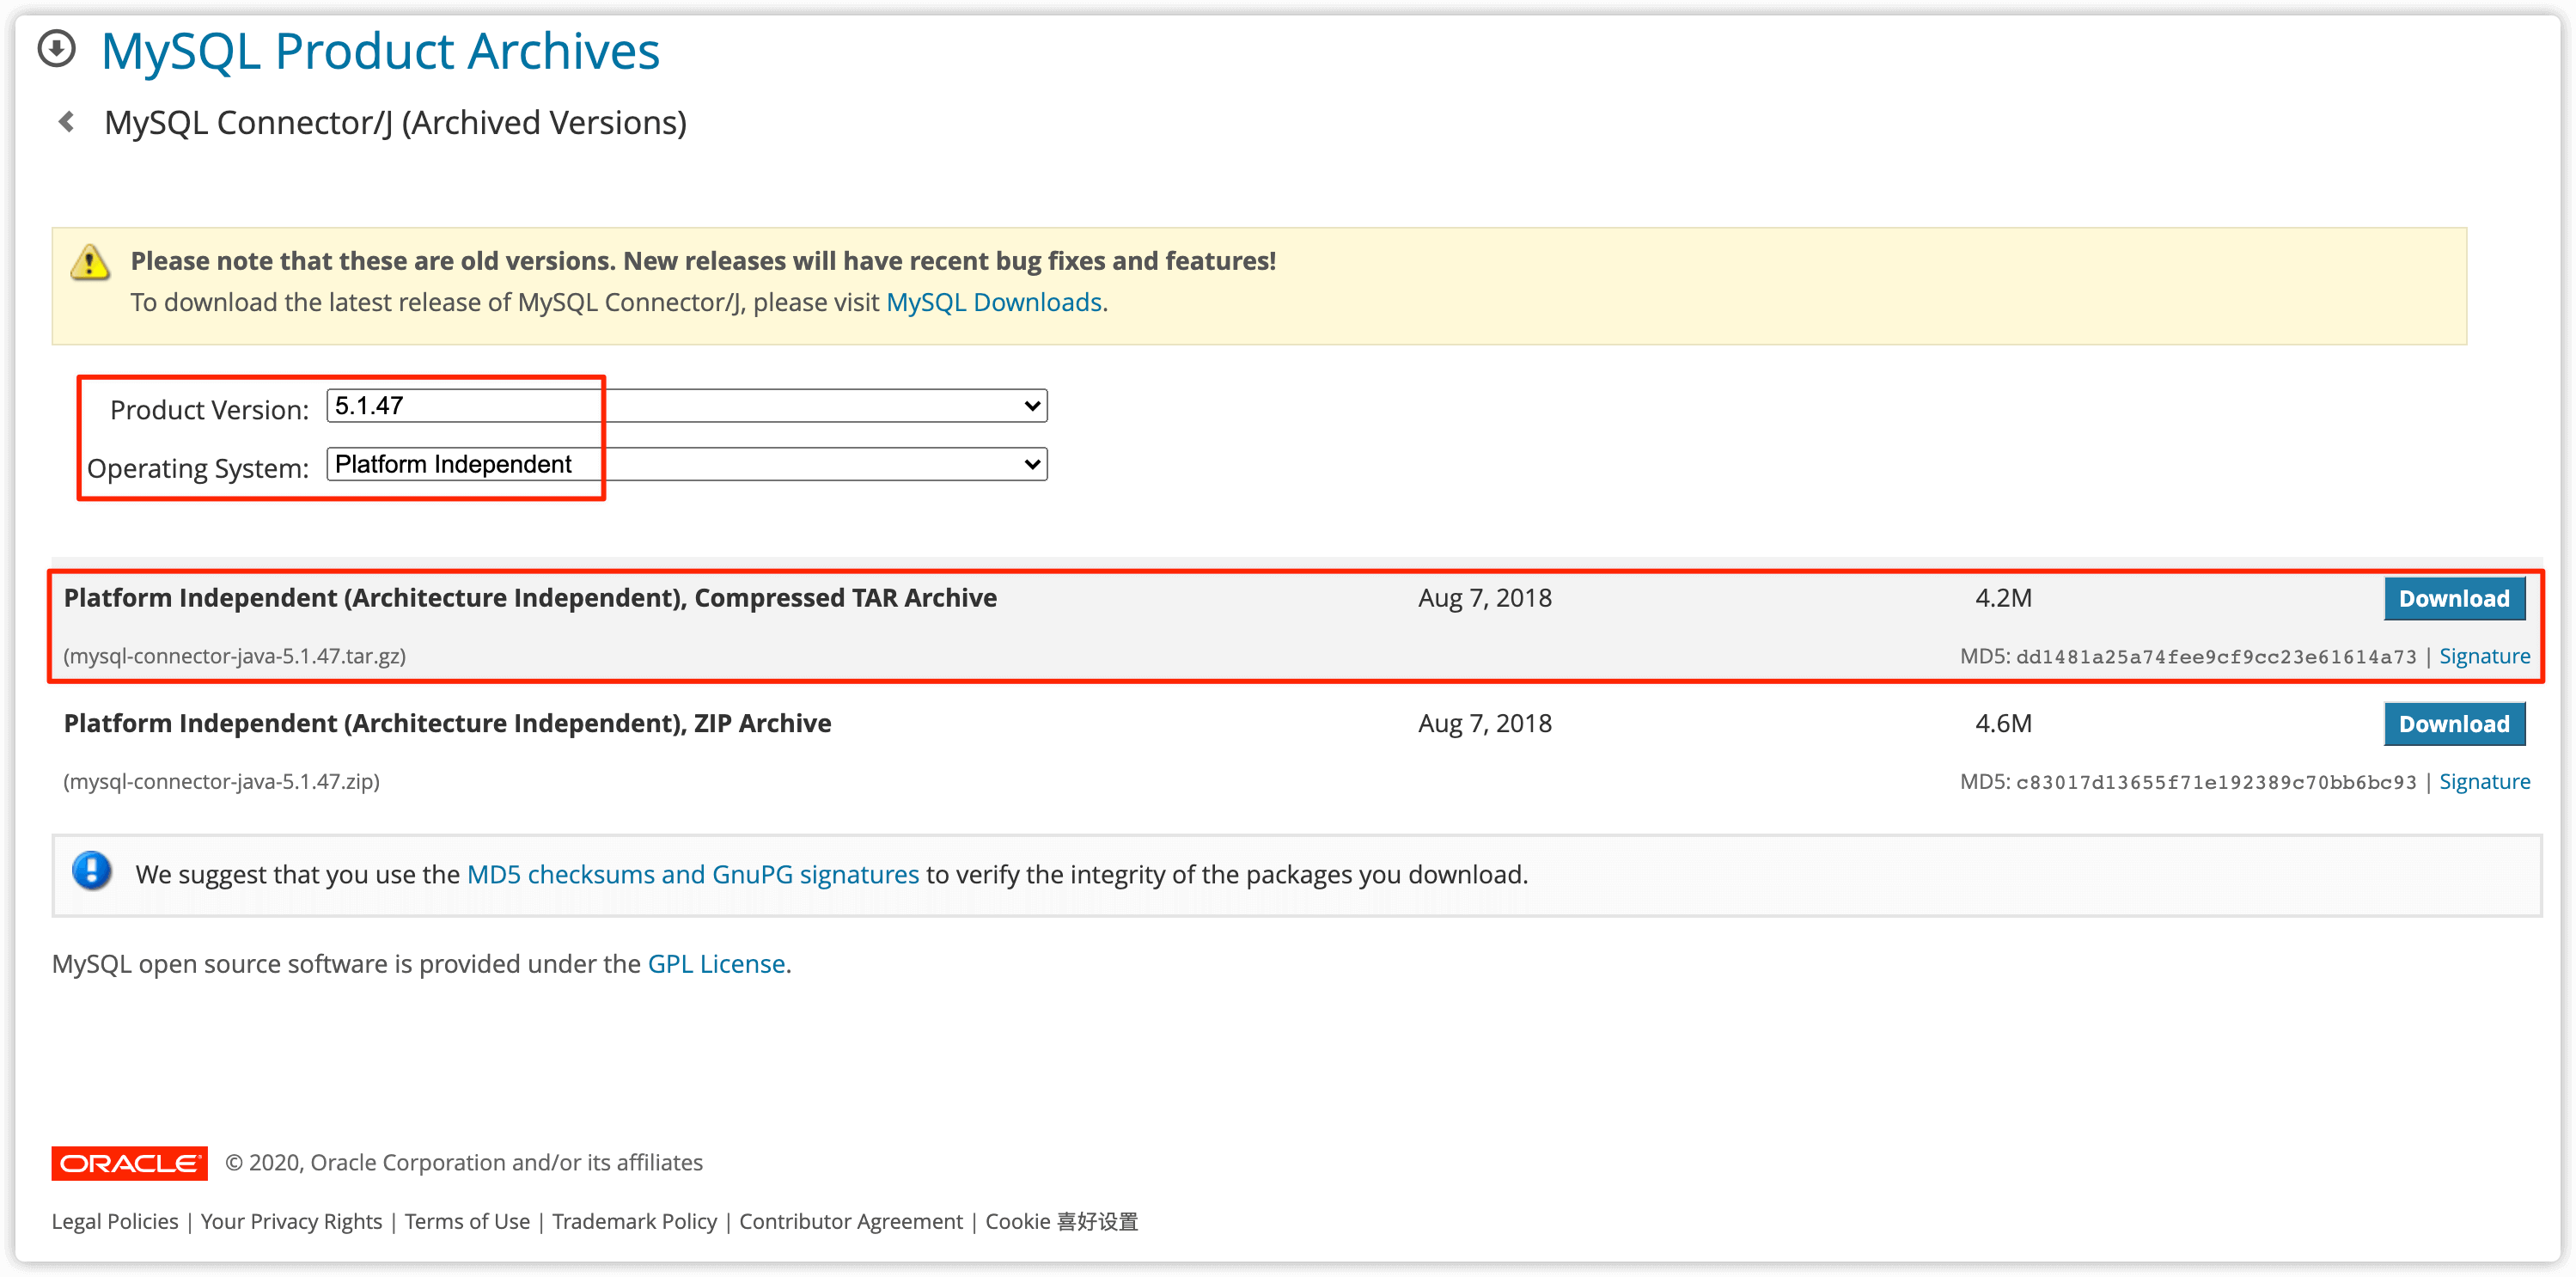 MySQL Product Archives
MySQL Connector/J (Archived Versions)
Please note that these are old versions. New releases will have recent bug fixes and features!
To download the latest release of MySQL Connector/J, please visit MySQL Downloads.
Product Version: 5.1.47
Operating System: Platform Independent
Platform Independent (Architecture Independent), Compressed TAR Archive Aug 7, 2018 4.2M Download
(mysql-connector-java-5.1.47.tar.gz) MD5: dd1481a25a74fee9cf9cc23e61614a73 | Signature
Platform Independent (Architecture Independent), ZIP Archive Aug 7, 2018 4.6M Download
(mysql-connector-java-5.1.47.zip) MD5: c83017d13655f71e192389c70bb6bc93 | Signature
We suggest that you use the MD5 checksums and GnuPG signatures to verify the integrity of the packages you download.
MySQL open source software is provided under the GPL License.
ORACLE® © 2020, Oracle Corporation and/or its affiliates
Legal Policies | Your Privacy Rights | Terms of Use | Trademark Policy | Contributor Agreement | Cookie 喜好设置